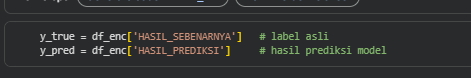 y_true = df_enc['HASIL_SEBENARNYA']   # label asli
y_pred = df_enc['HASIL_PREDIKSI']     # hasil prediksi model